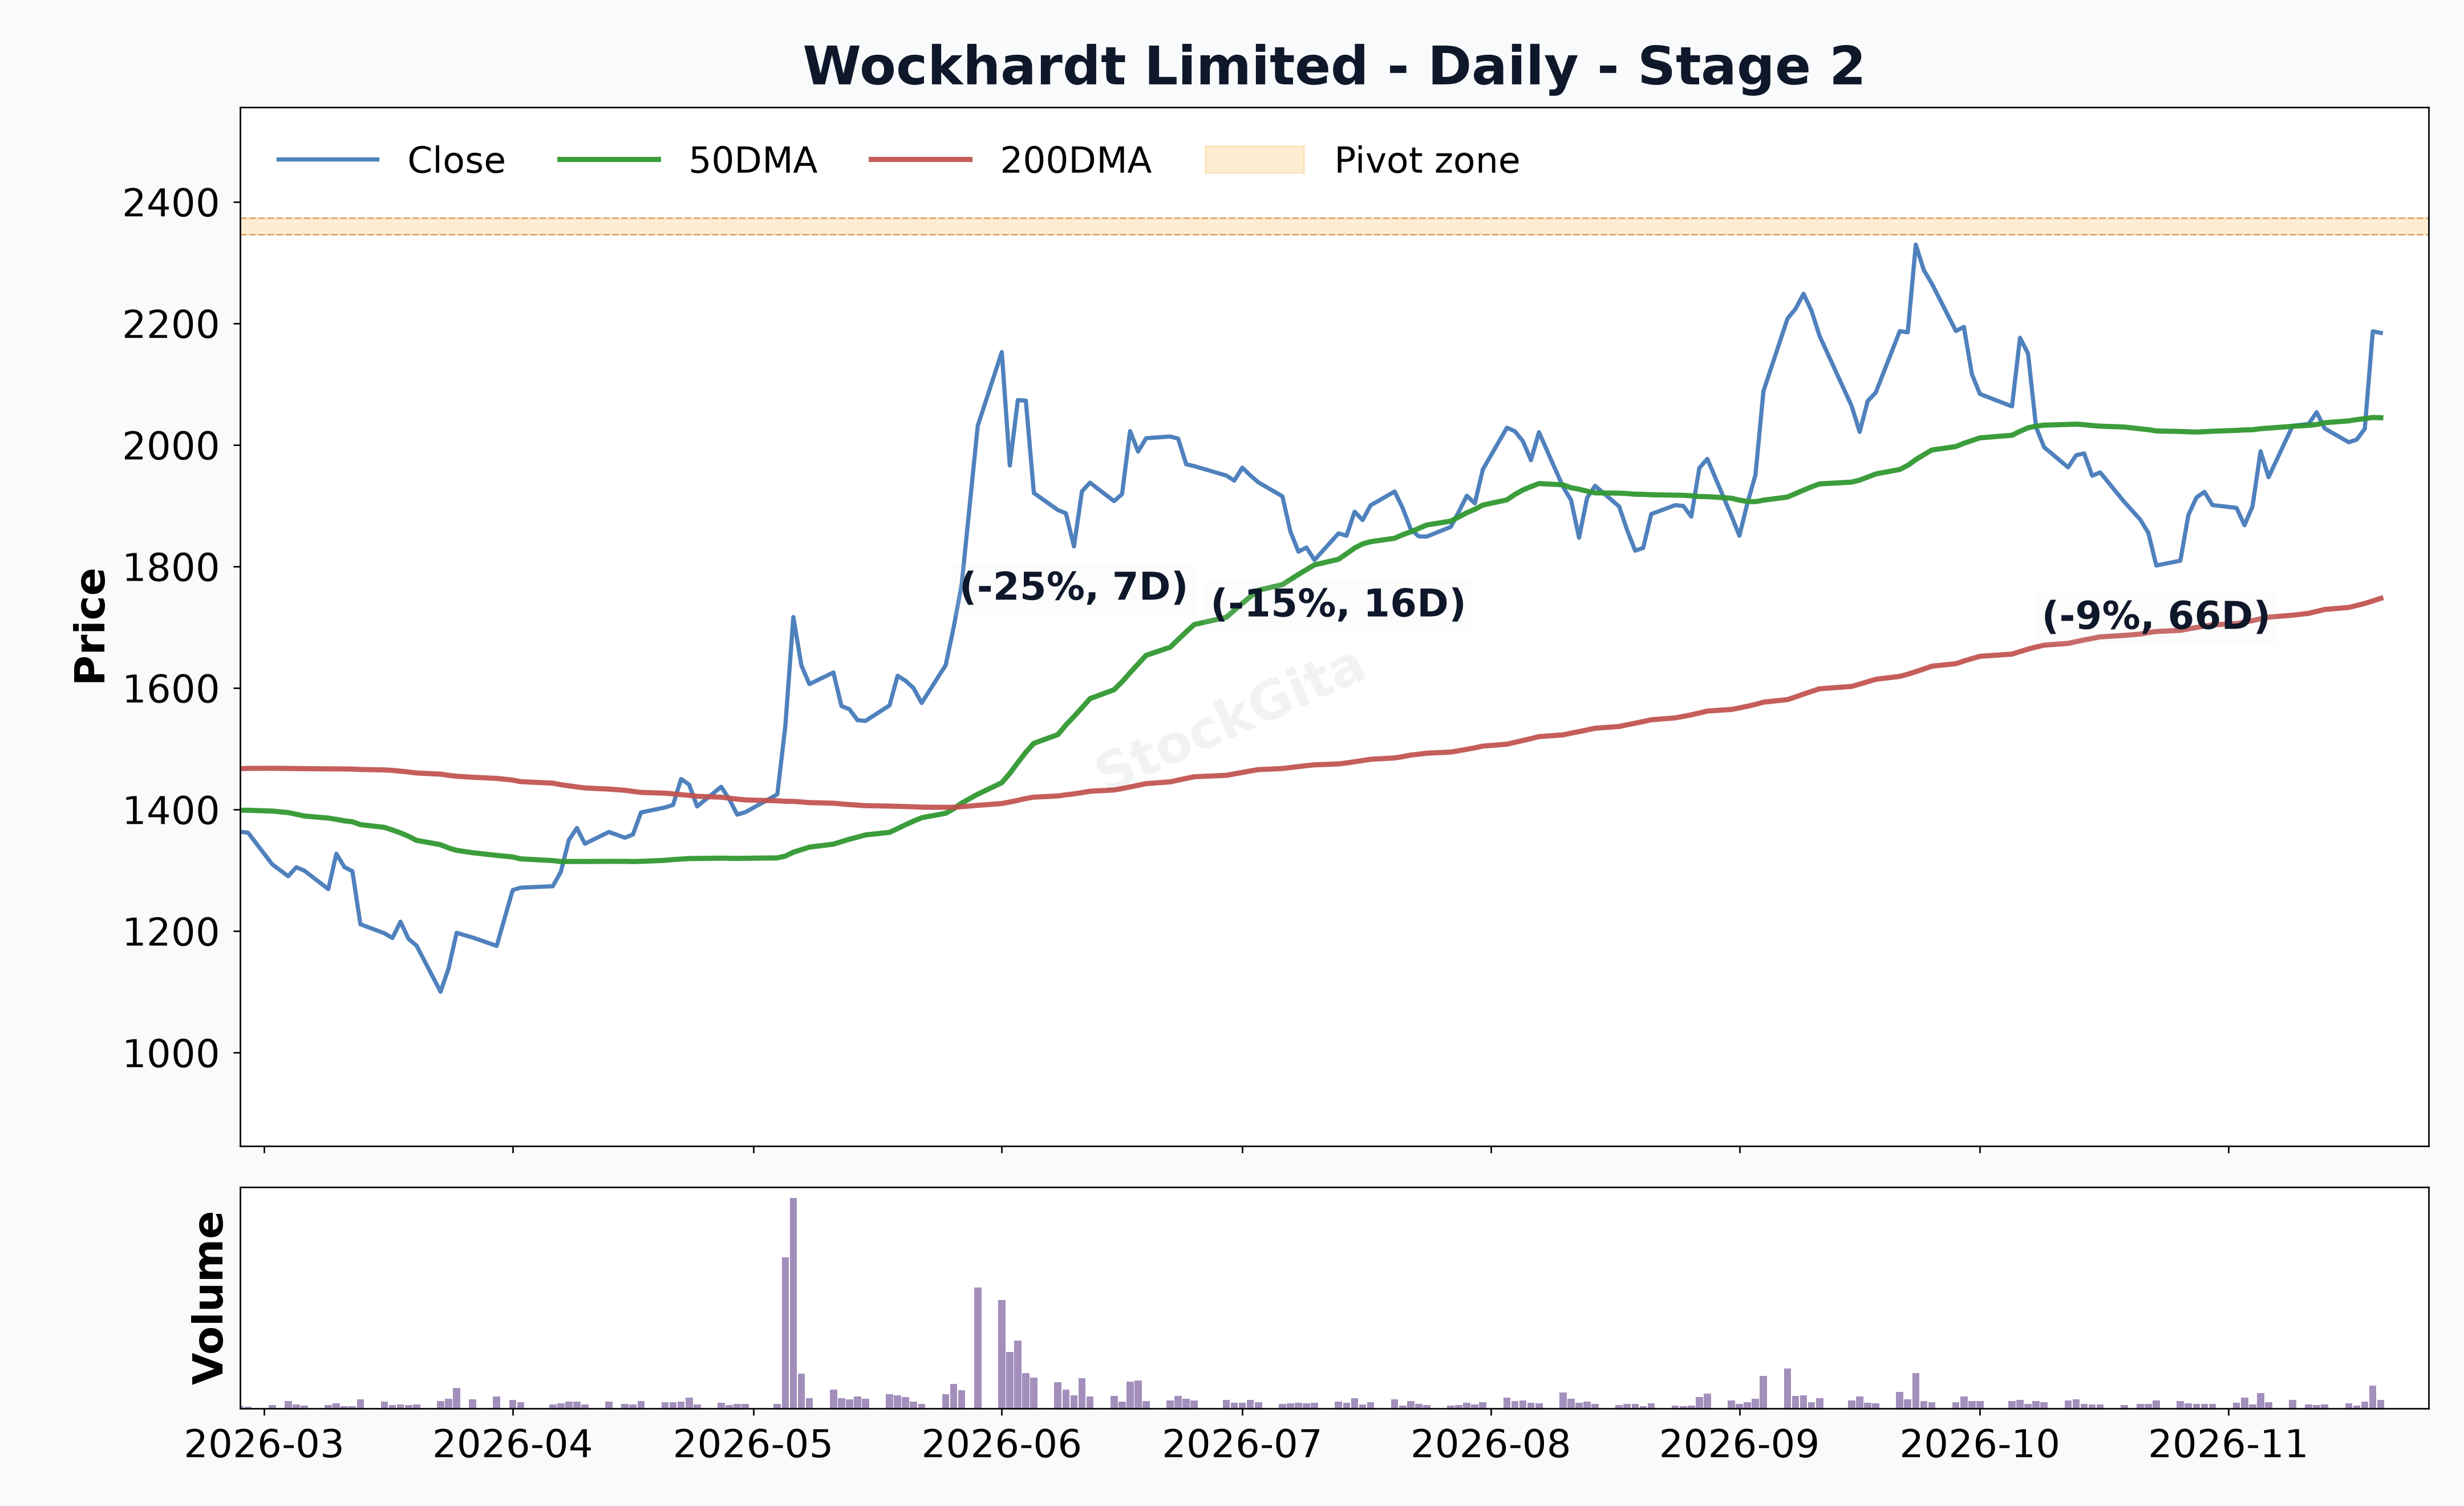 Wockhardt Limited - Daily - Stage 2
Close 50DMA 200DMA Pivot zone
2400
2200
2000
1800
1600
1400
1200
1000
Price
(-25%, 7D)
(-15%, 16D)
(-9%, 66D)
StockGita
Volume
2026-03 2026-04 2026-05 2026-06 2026-07 2026-08 2026-09 2026-10 2026-11